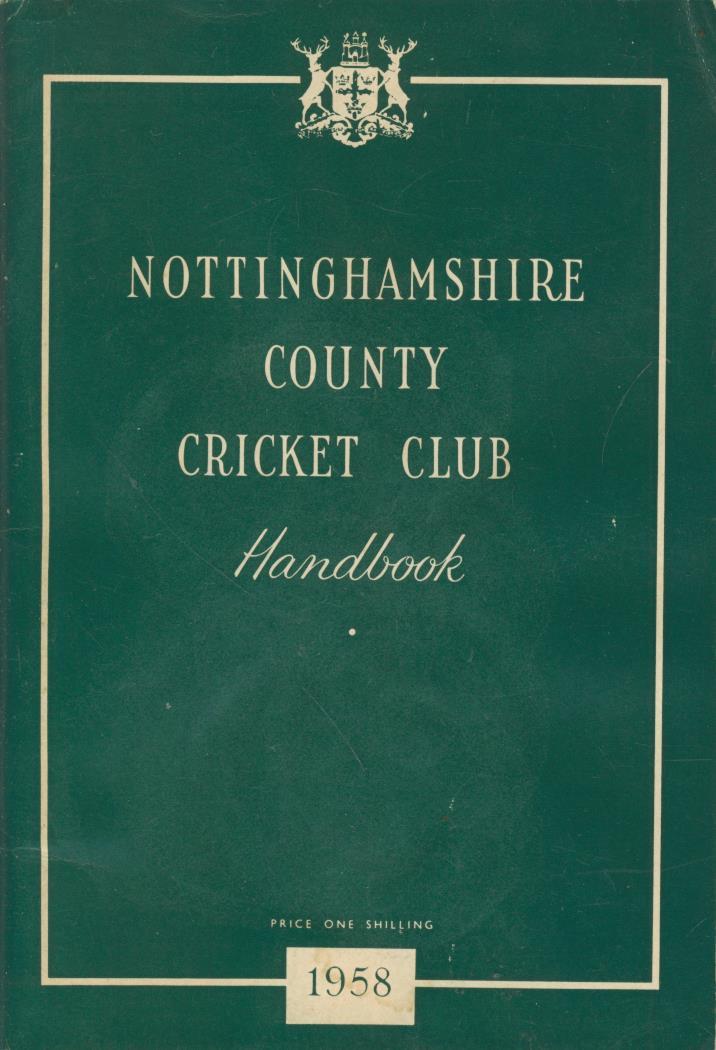 NOTTINGHAMSHIRE
COUNTY
CRICKET CLUB
Handbook
PRICE ONE SHILLING
1958